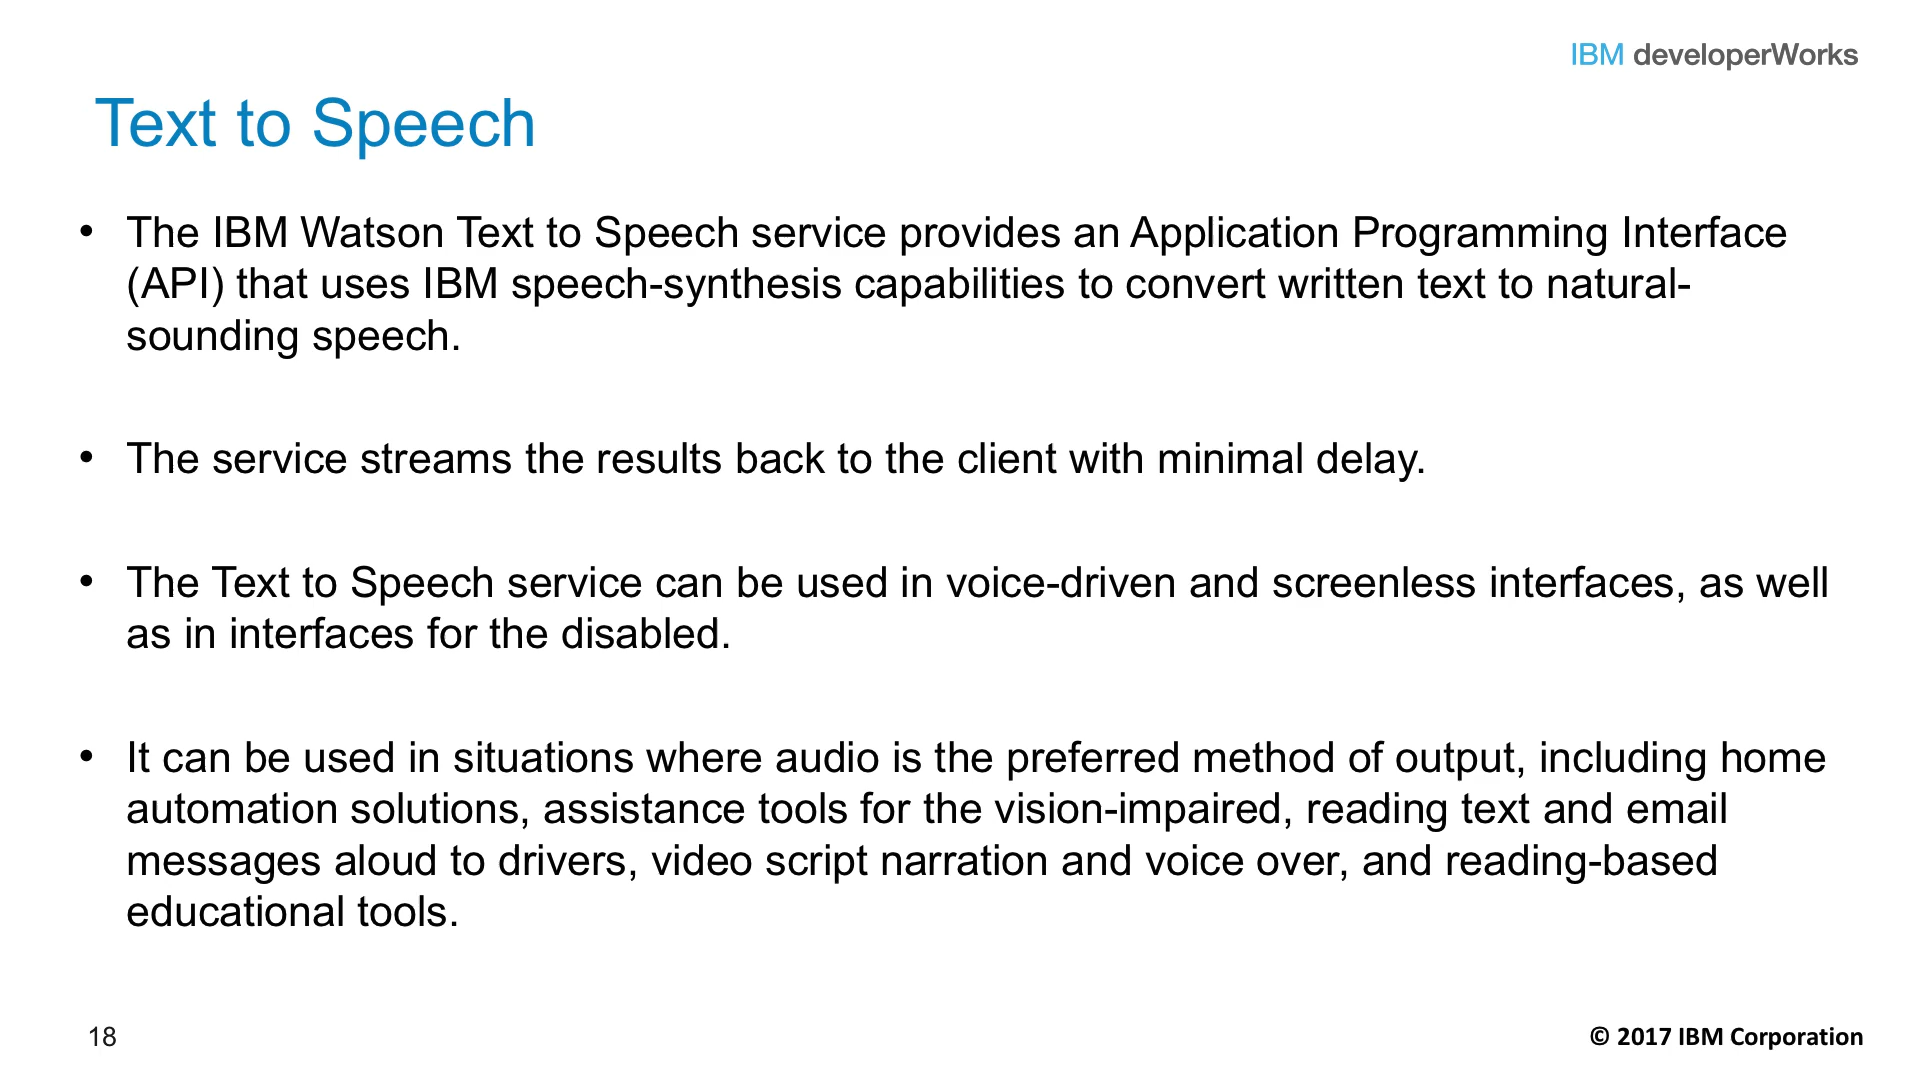 IBM developerWorks
Text to Speech
• The IBM Watson Text to Speech service provides an Application Programming Interface
(API) that uses IBM speech-synthesis capabilities to convert written text to natural-
sounding speech.
• The service streams the results back to the client with minimal delay.
• The Text to Speech service can be used in voice-driven and screenless interfaces, as well
as in interfaces for the disabled.
• It can be used in situations where audio is the preferred method of output, including home
automation solutions, assistance tools for the vision-impaired, reading text and email
messages aloud to drivers, video script narration and voice over, and reading-based
educational tools.
18
© 2017 IBM Corporation